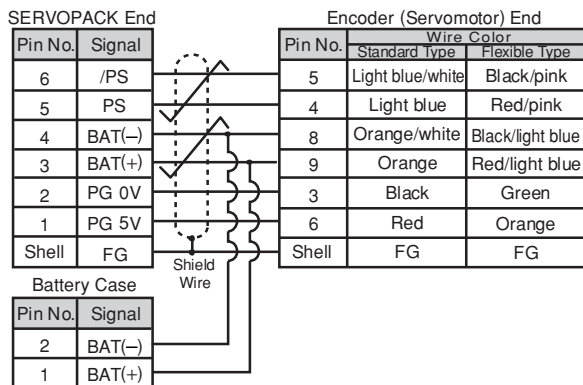 SERVOPACK End
Pin No. Signal
6 /PS
5 PS
4 BAT(–)
3 BAT(+)
2 PG 0V
1 PG 5V
Shell FG
Shield
Wire
Encoder (Servomotor) End
Pin No. Wire Color
Standard Type Flexible Type
5 Light blue/white Black/pink
4 Light blue Red/pink
8 Orange/white Black/light blue
9 Orange Red/light blue
3 Black Green
6 Red Orange
Shell FG FG
Battery Case
Pin No. Signal
2 BAT(–)
1 BAT(+)